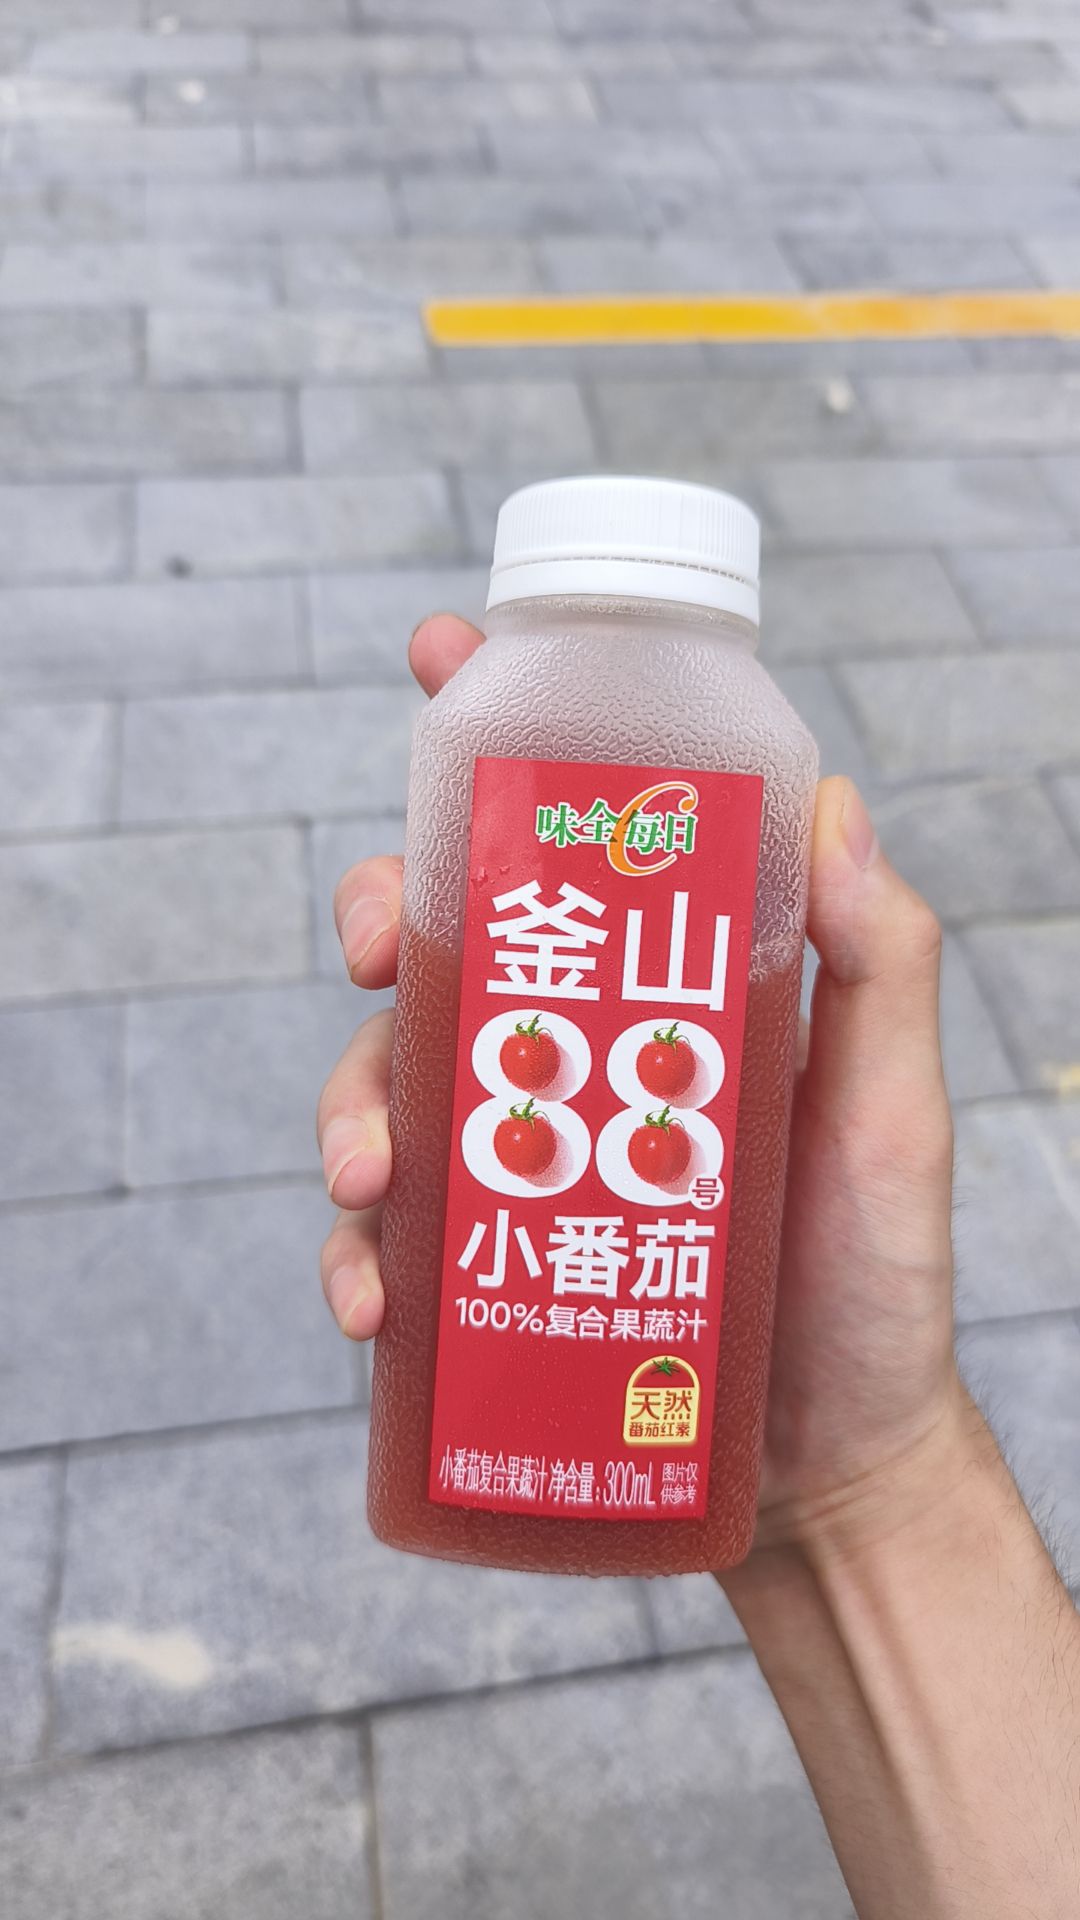 味全每日C
釜山
88号
小番茄
100%复合果蔬汁
天然
番茄红素
小番茄复合果蔬汁 净含量:300mL
图片仅
供参考